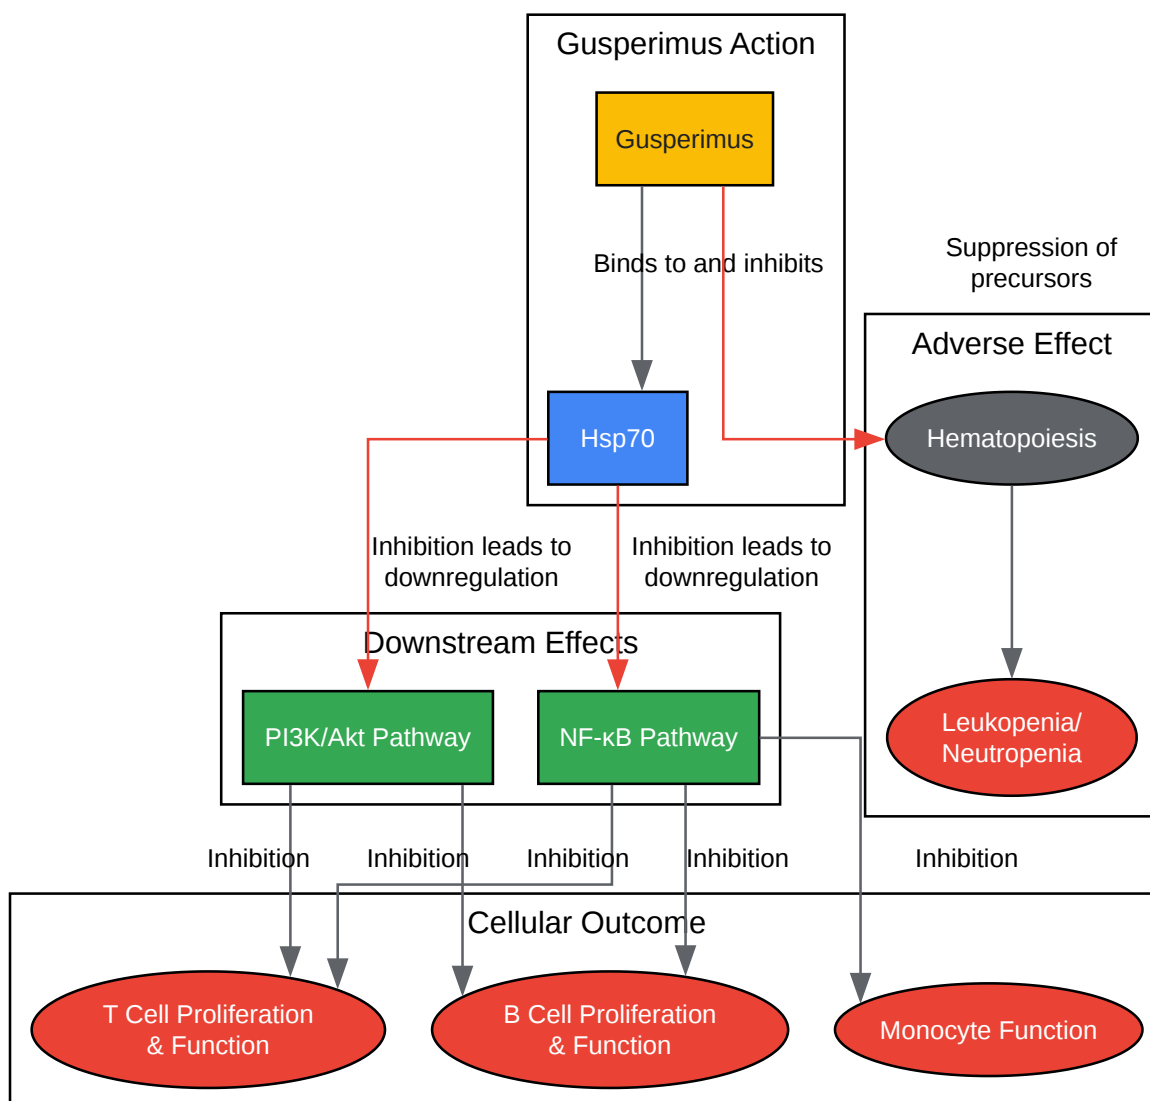 Gusperimus Action
Gusperimus
Binds to and inhibits
Suppression of
precursors
Adverse Effect
Hsp70
Hematopoiesis
Inhibition leads to
downregulation
Inhibition leads to
downregulation
Downstream Effects
PI3K/Akt Pathway
NF-κB Pathway
Leukopenia/
Neutropenia
Inhibition
Inhibition
Inhibition
Inhibition
Inhibition
Cellular Outcome
T Cell Proliferation
& Function
B Cell Proliferation
& Function
Monocyte Function